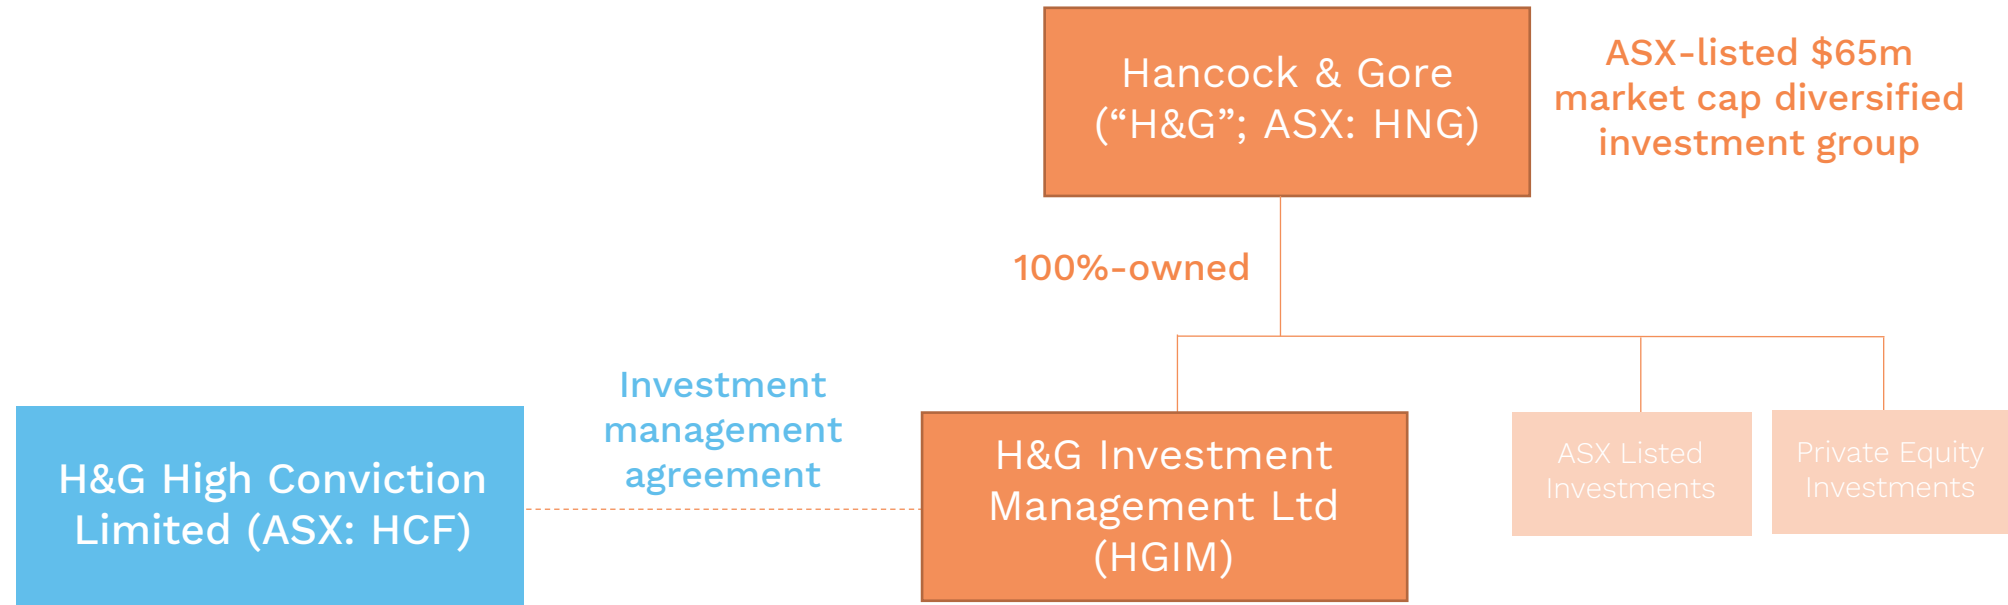 Hancock & Gore
(“H&G”; ASX: HNG)
ASX-listed $65m
market cap diversified
investment group
100%-owned
Investment
management
agreement
H&G High Conviction
Limited (ASX: HCF)
H&G Investment
Management Ltd
(HGIM)
ASX Listed
Investments
Private Equity
Investments